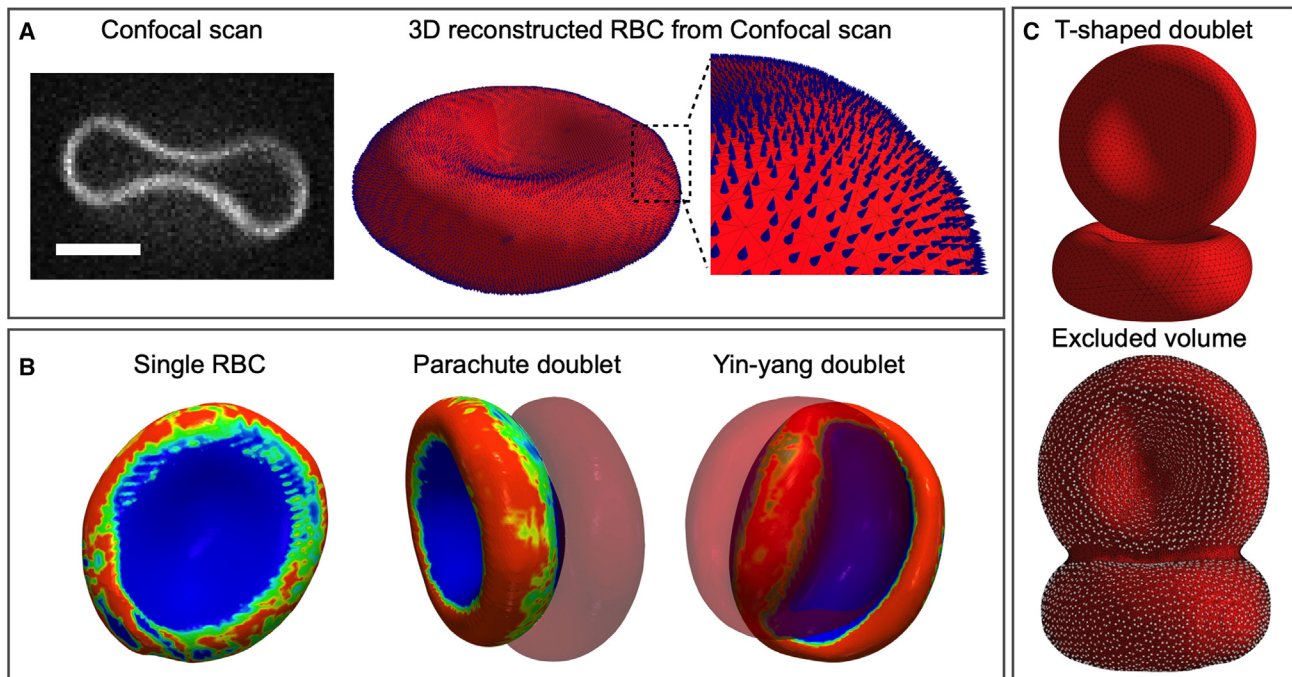 A
Confocal scan
3D reconstructed RBC from Confocal scan
B
Single RBC
Parachute doublet
Yin-yang doublet
C
T-shaped doublet
Excluded volume